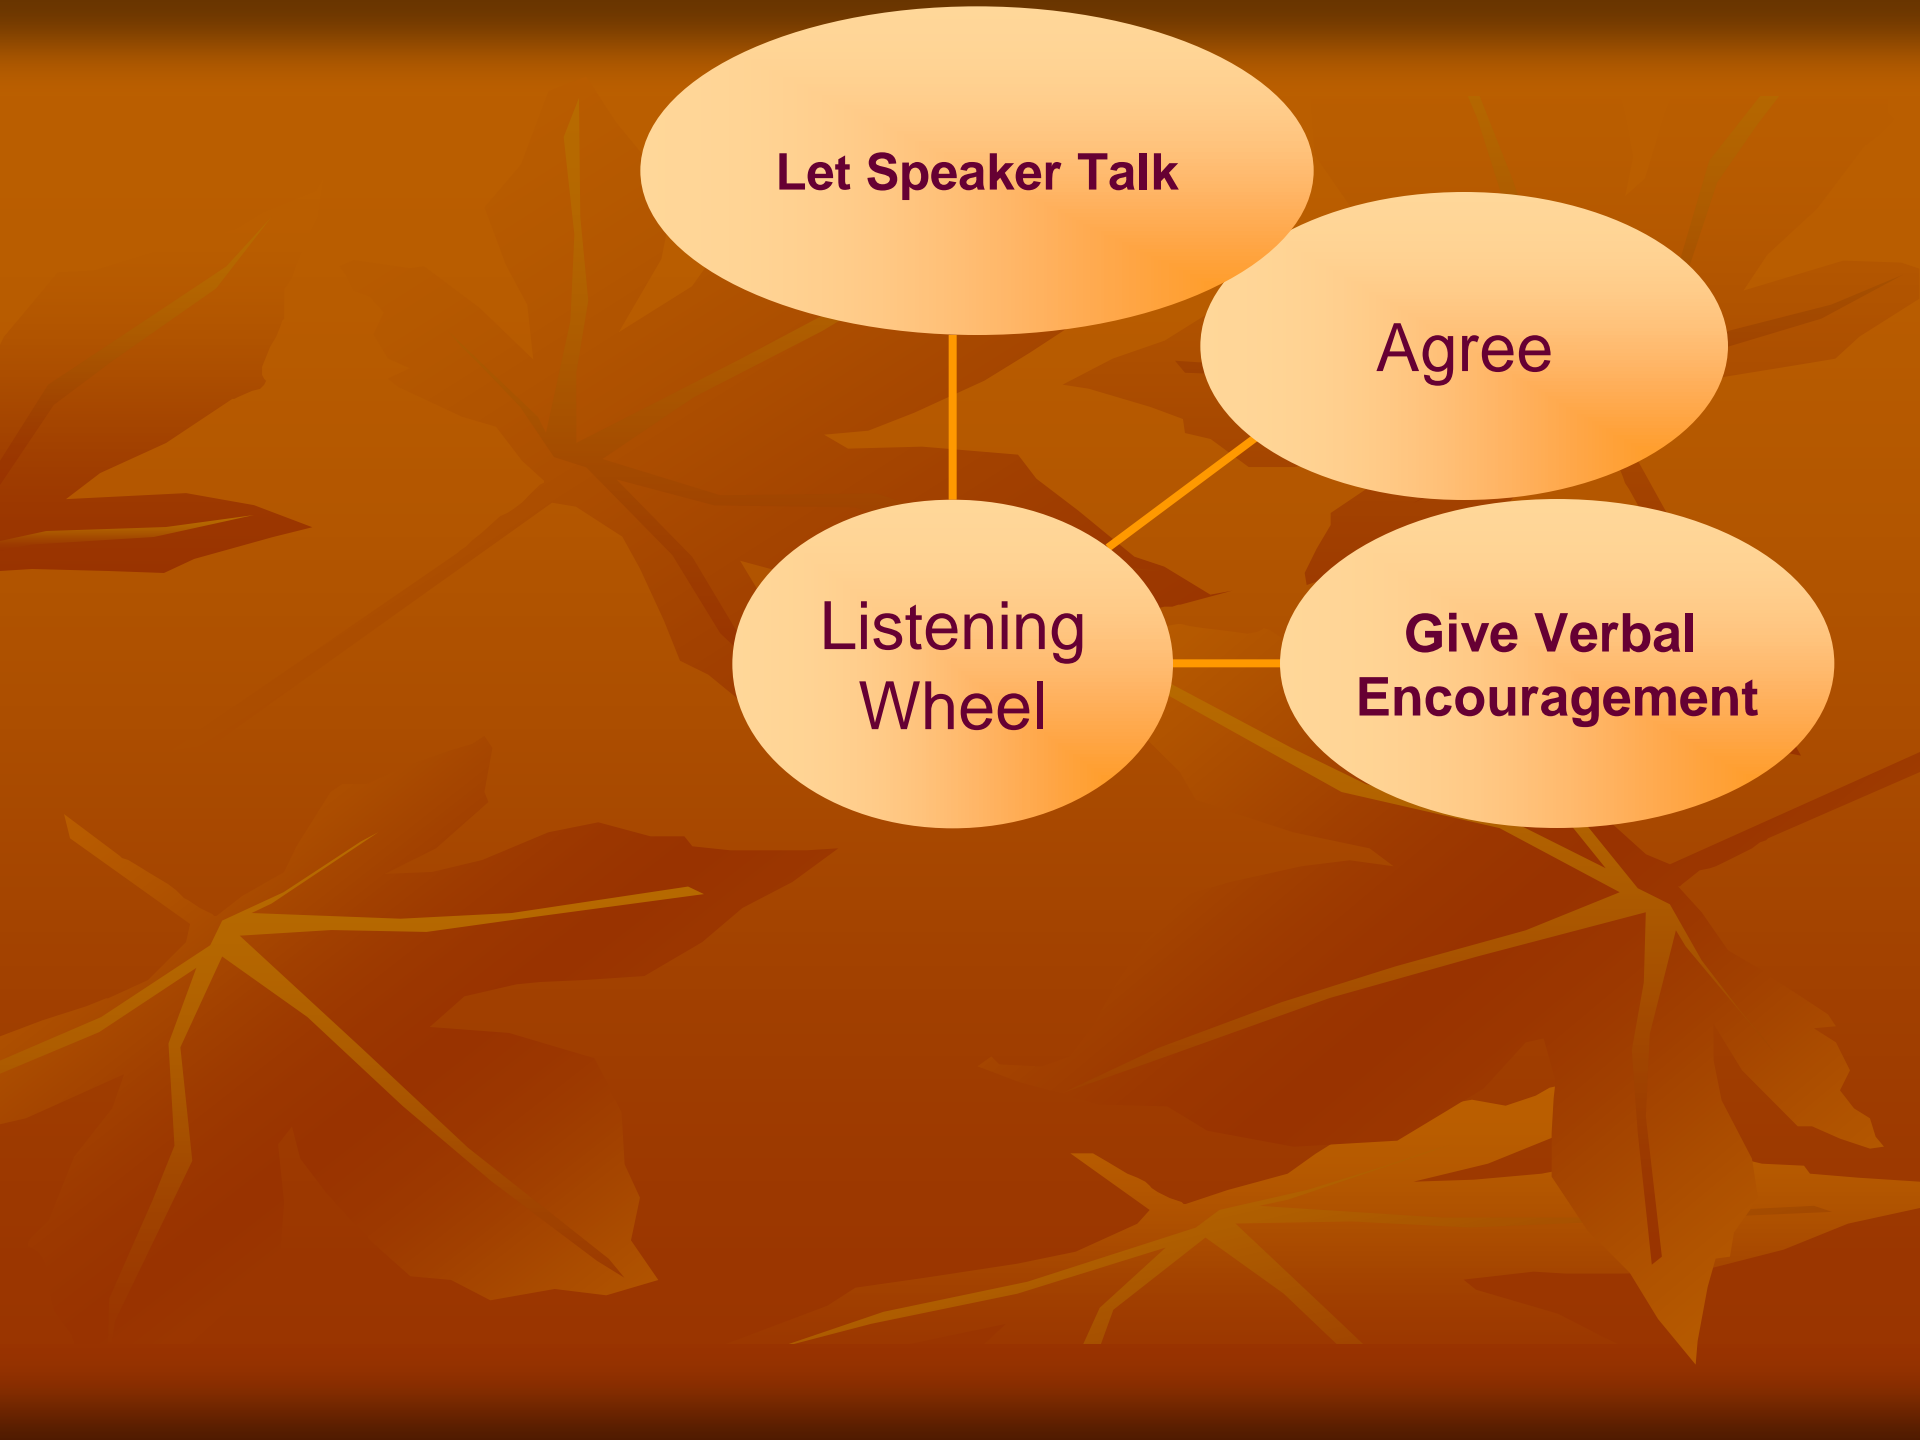 Let Speaker Talk
Agree
Listening
Wheel
Give Verbal
Encouragement